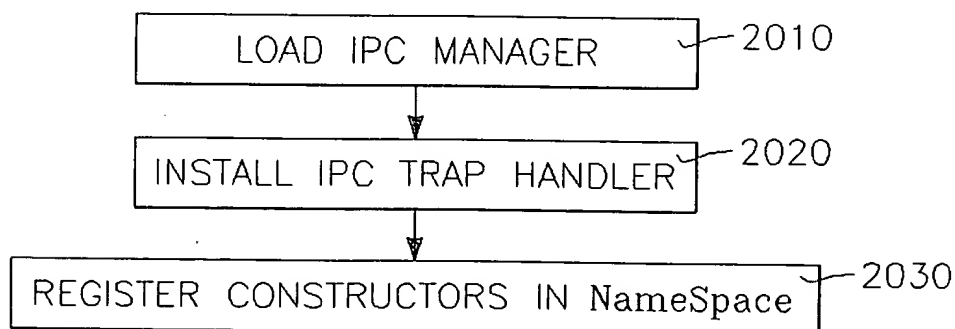 LOAD IPC MANAGER 2010
INSTALL IPC TRAP HANDLER 2020
REGISTER CONSTRUCTORS IN NameSpace 2030